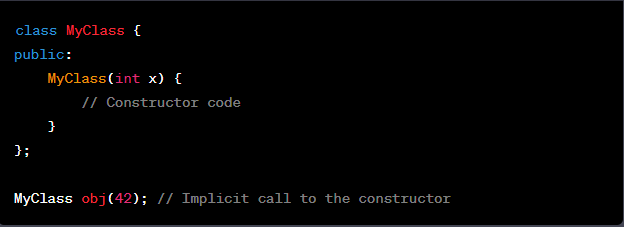 class MyClass {
public:
    MyClass(int x) {
        // Constructor code
    }
};

MyClass obj(42); // Implicit call to the constructor